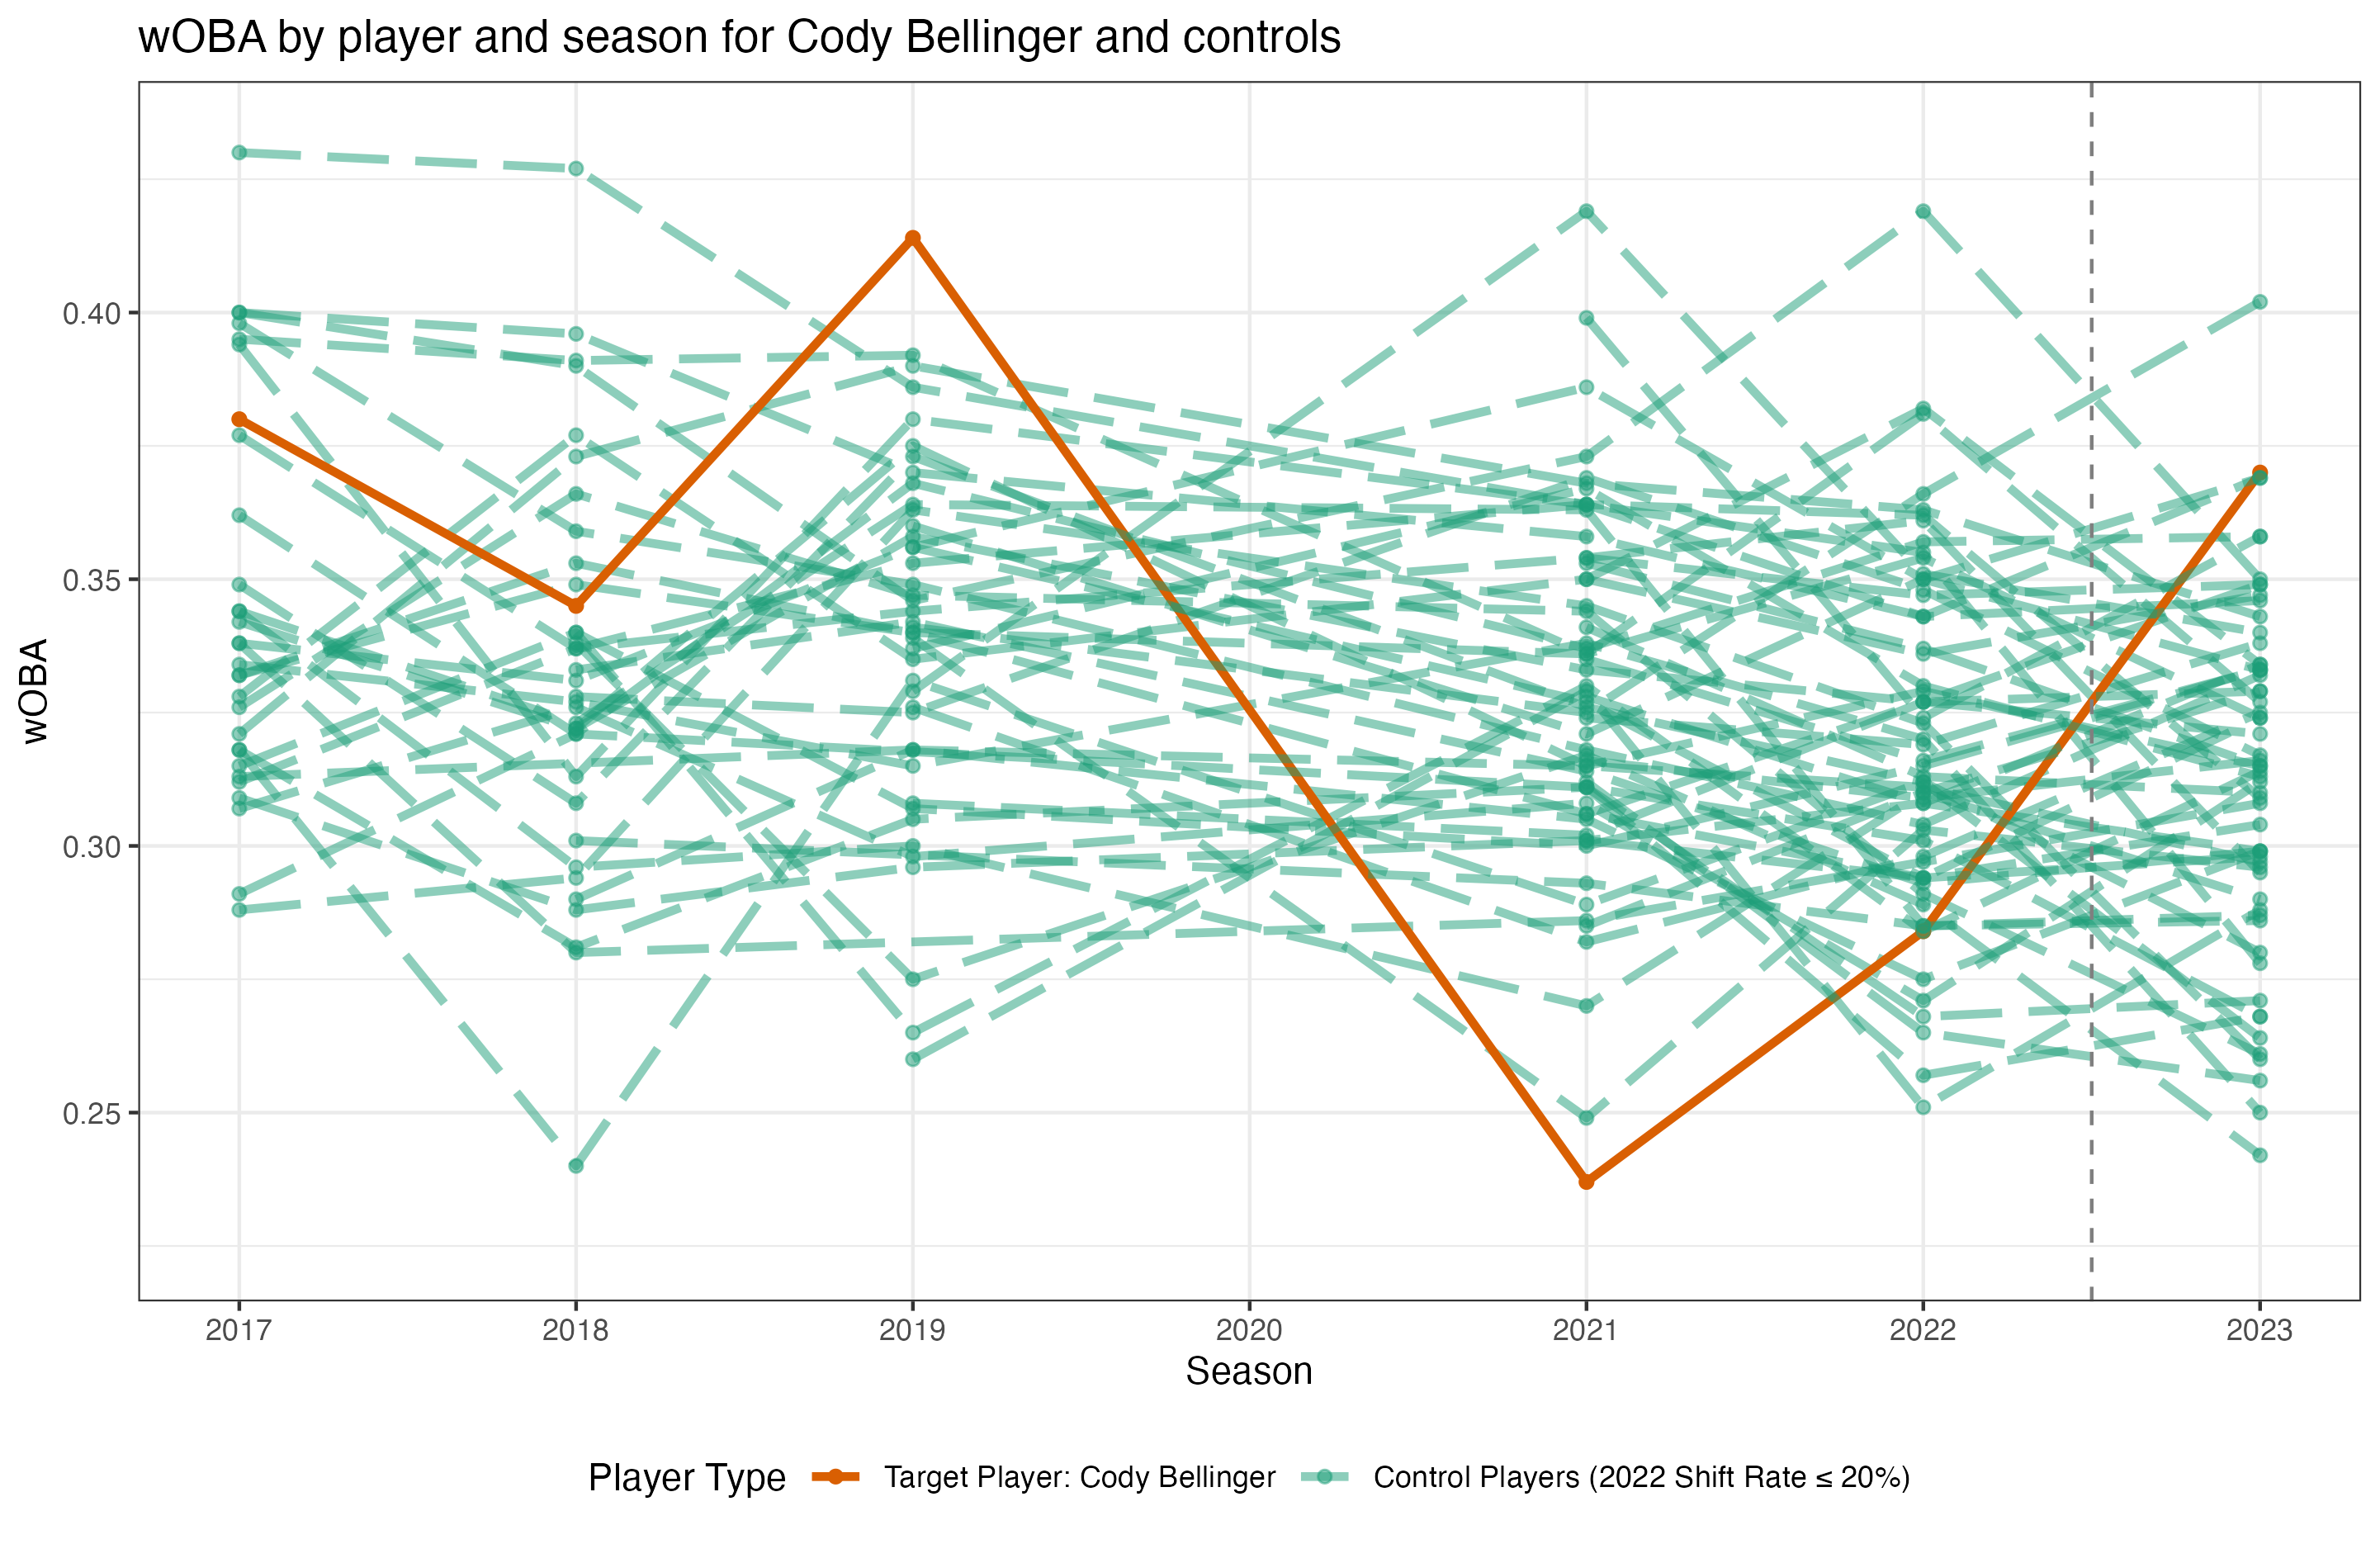 wOBA by player and season for Cody Bellinger and controls
wOBA
0.40
0.35
0.30
0.25
2017 2018 2019 2020 2021 2022 2023
Season
Player Type Target Player: Cody Bellinger Control Players (2022 Shift Rate ≤ 20%)